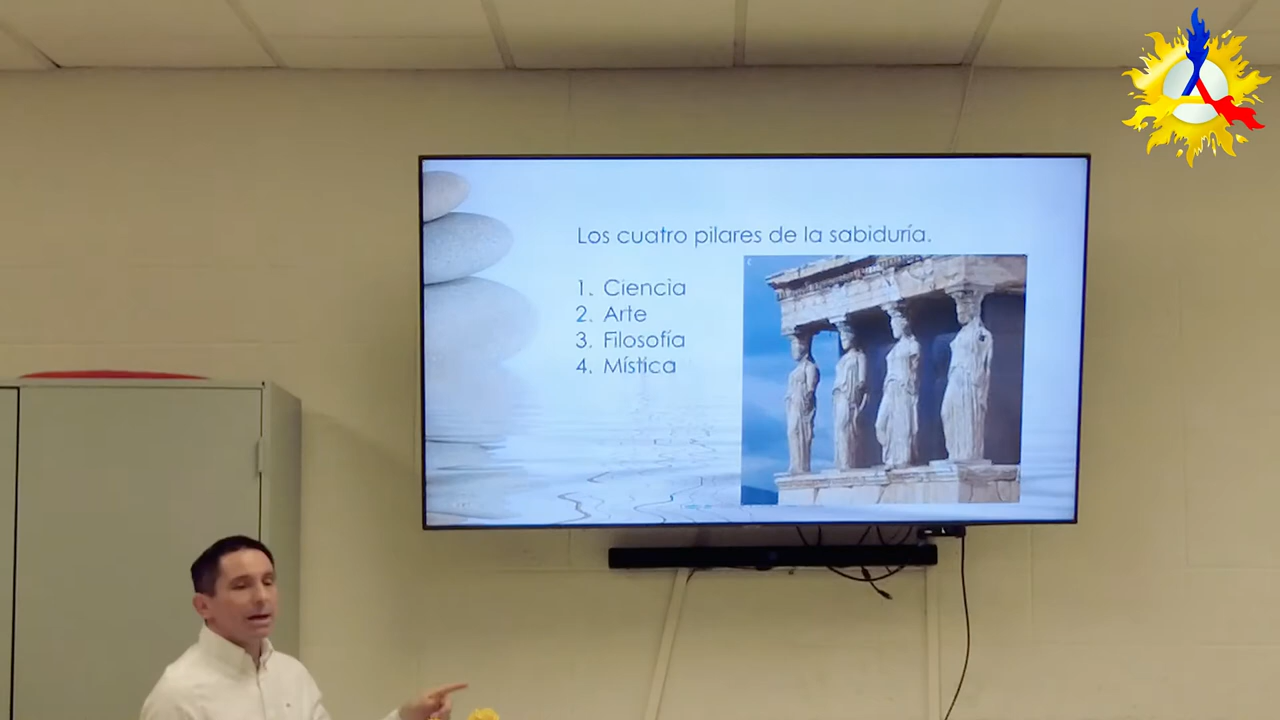 Los cuatro pilares de la sabiduría.
1. Ciencia
2. Arte
3. Filosofía
4. Mística